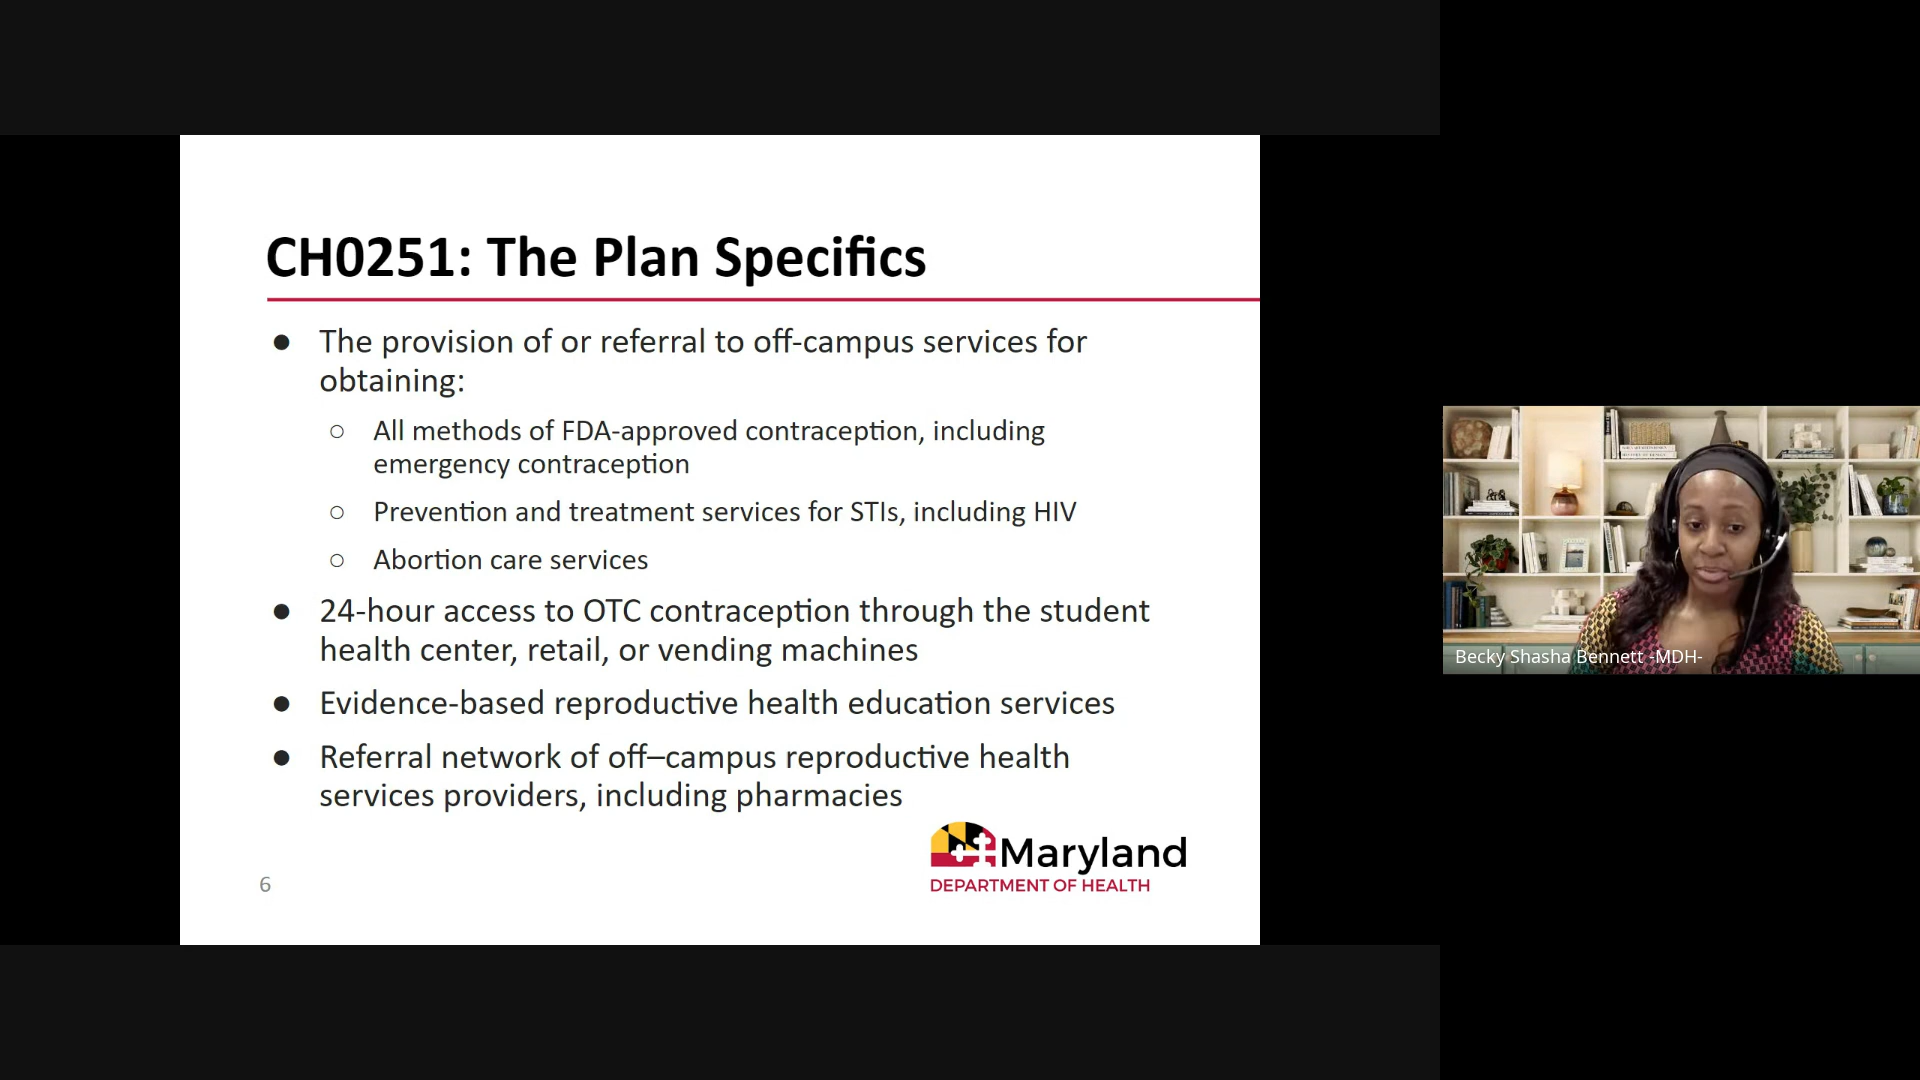 CH0251: The Plan Specifics
● The provision of or referral to off-campus services for
obtaining:
○ All methods of FDA-approved contraception, including
emergency contraception
○ Prevention and treatment services for STIs, including HIV
○ Abortion care services
● 24-hour access to OTC contraception through the student
health center, retail, or vending machines
● Evidence-based reproductive health education services
● Referral network of off–campus reproductive health
services providers, including pharmacies
Maryland
DEPARTMENT OF HEALTH
6
Becky Shasha Bennett -MDH-